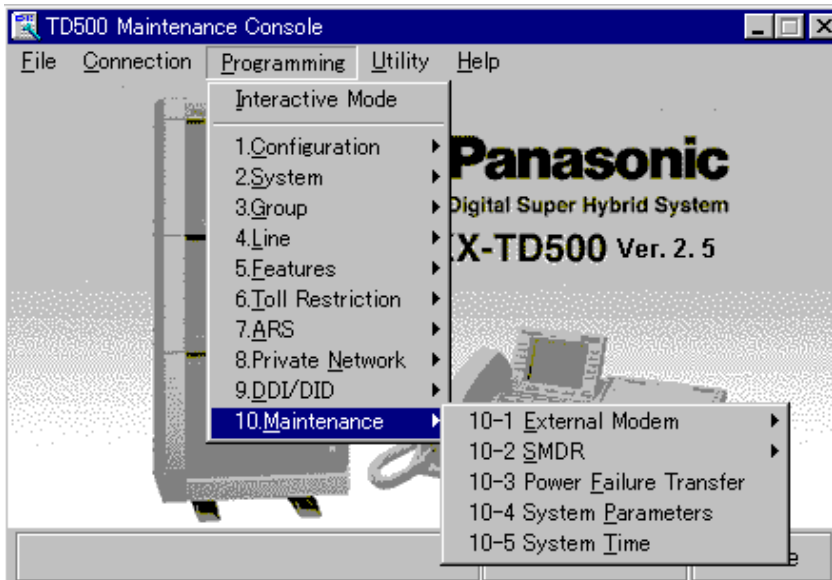 TD500 Maintenance Console
File Connection Programming Utility Help
Interactive Mode
1.Configuration
2.System
3.Group
4.Line
5.Features
6.Toll Restriction
7.ARS
8.Private Network
9.DDI/DID
10.Maintenance
Panasonic
Digital Super Hybrid System
X-TD500 Ver. 2.5
10-1 External Modem
10-2 SMDR
10-3 Power Failure Transfer
10-4 System Parameters
10-5 System Time